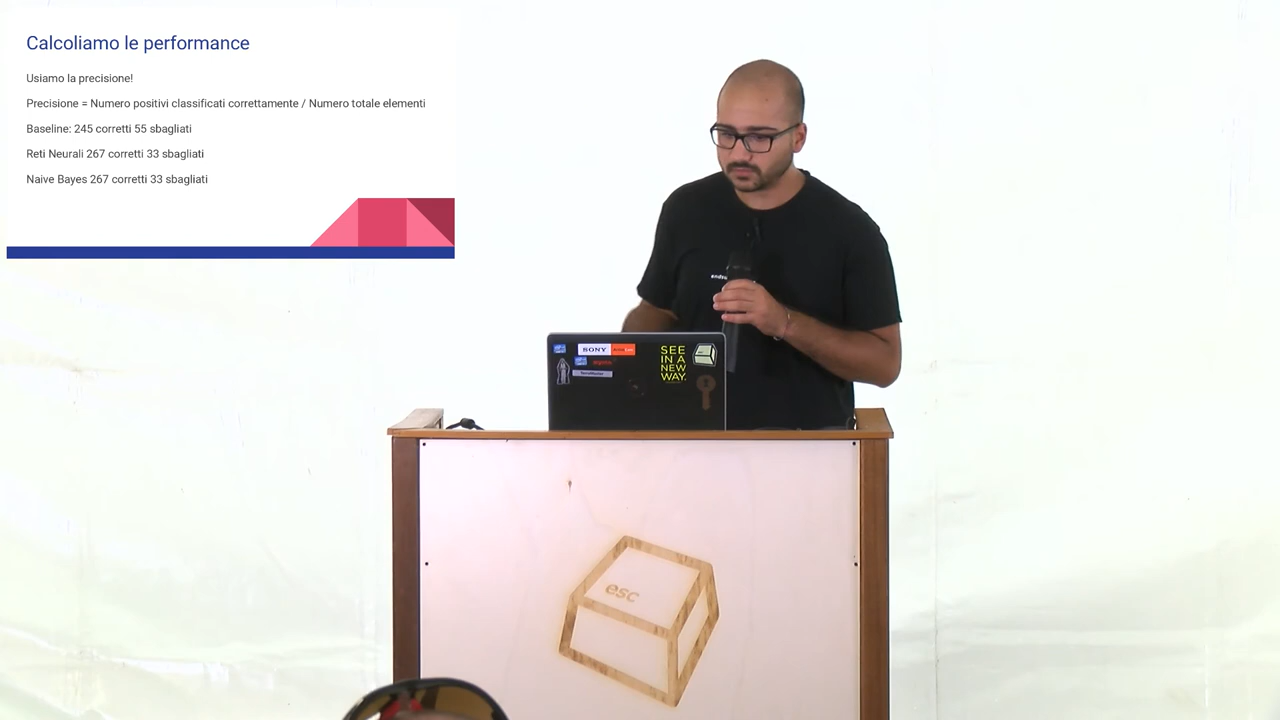 Calcoliamo le performance
Usiamo la precisione!
Precisione = Numero positivi classificati correttamente / Numero totale elementi
Baseline: 245 corretti 55 sbagliati
Reti Neurali 267 corretti 33 sbagliati
Naive Bayes 267 corretti 33 sbagliati
SONY
SEE
IN A
NEW
WAY.
esc